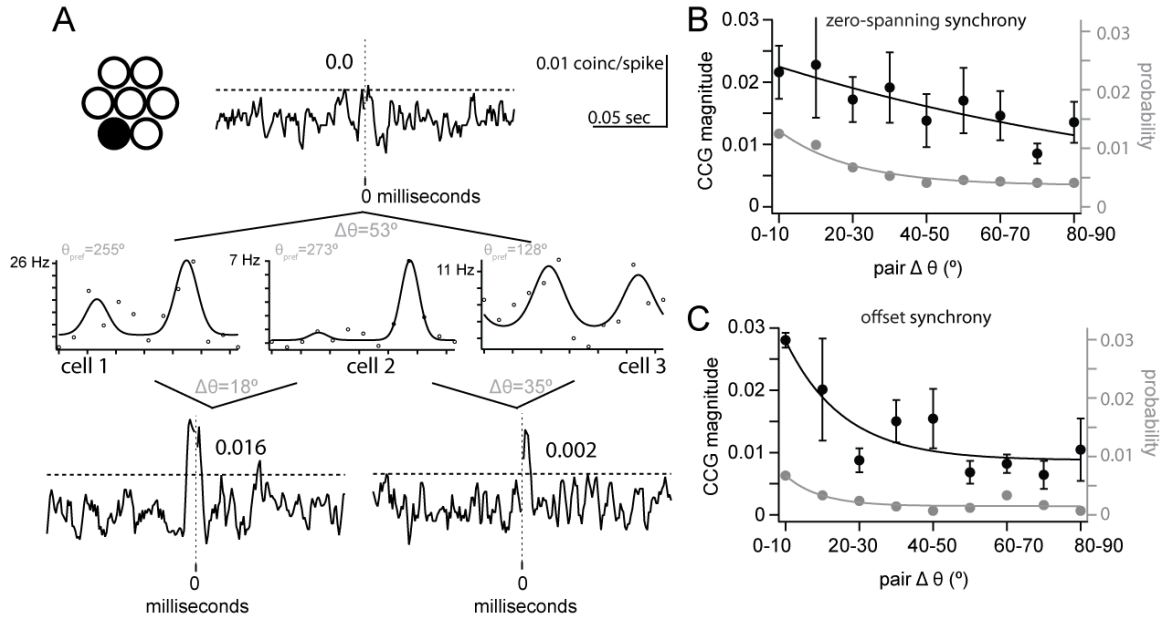 A
0.0
0.01 coinc/spike
0.05 sec
0 milliseconds
Δθ=53º
θpref=255º
26 Hz
θpref=273º
7 Hz
θpref=128º
11 Hz
cell 1
cell 2
cell 3
Δθ=18º
Δθ=35º
0.016
0.002
0
milliseconds
0
milliseconds
B
zero-spanning synchrony
0.03
0.02
0.01
0
CCG magnitude
0.03
0.02
0.01
0
probability
0-10 20-30 40-50 60-70 80-90
pair Δ θ (º)
C
offset synchrony
0.03
0.02
0.01
0
CCG magnitude
0.03
0.02
0.01
0
probability
0-10 20-30 40-50 60-70 80-90
pair Δ θ (º)